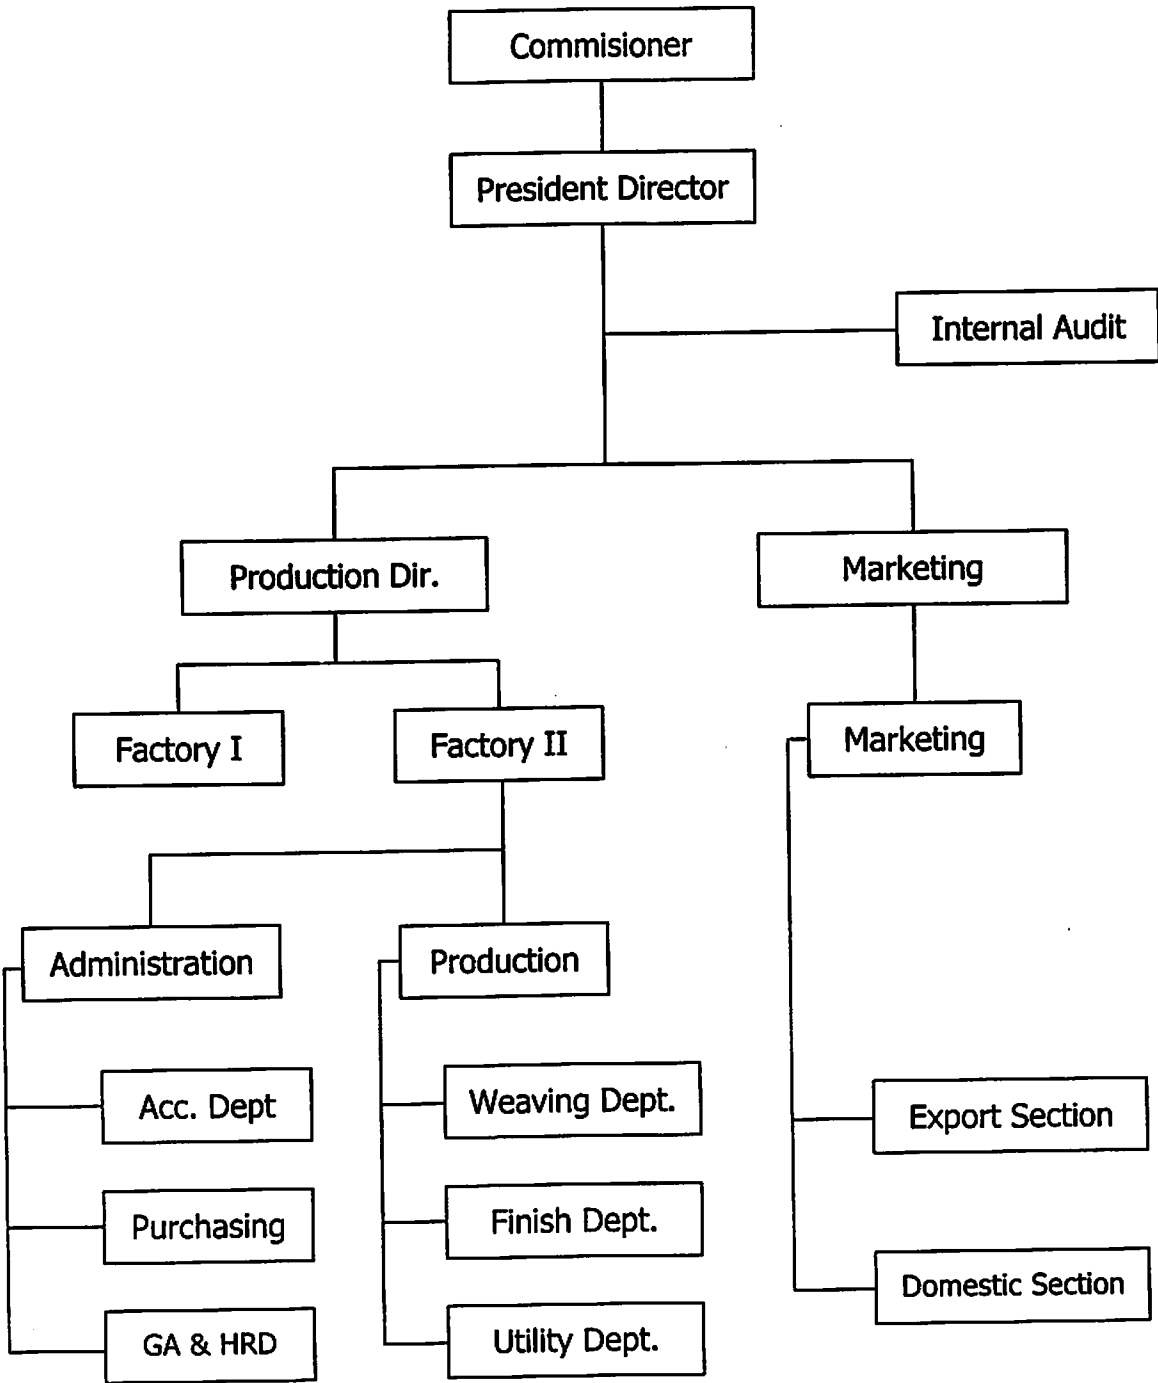 Commisioner
President Director
Internal Audit
Production Dir.
Marketing
Factory I
Factory II
Marketing
Administration
Production
Acc. Dept
Weaving Dept.
Export Section
Purchasing
Finish Dept.
Domestic Section
GA & HRD
Utility Dept.